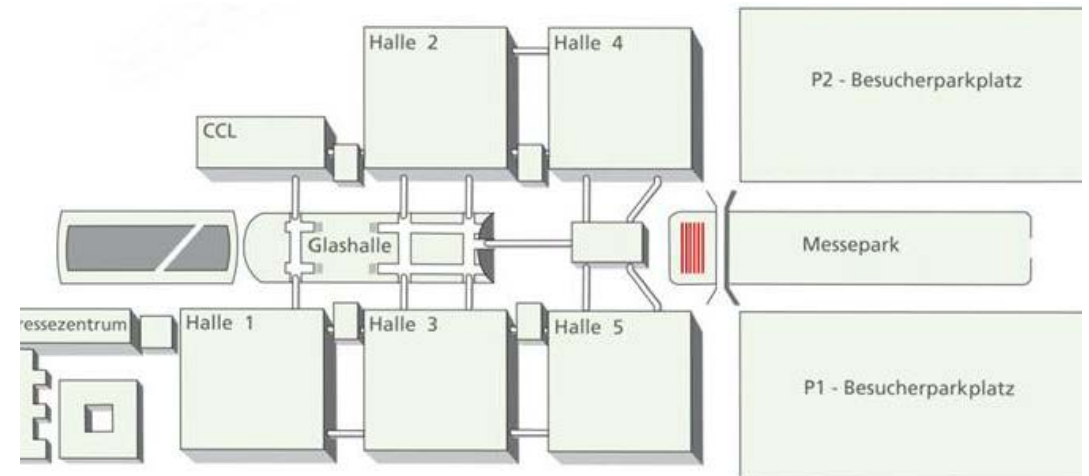 Halle 2
Halle 4
P2 - Besucherparkplatz
CCL
Glashalle
Messepark
ressezentrum
Halle 1
Halle 3
Halle 5
P1 - Besucherparkplatz